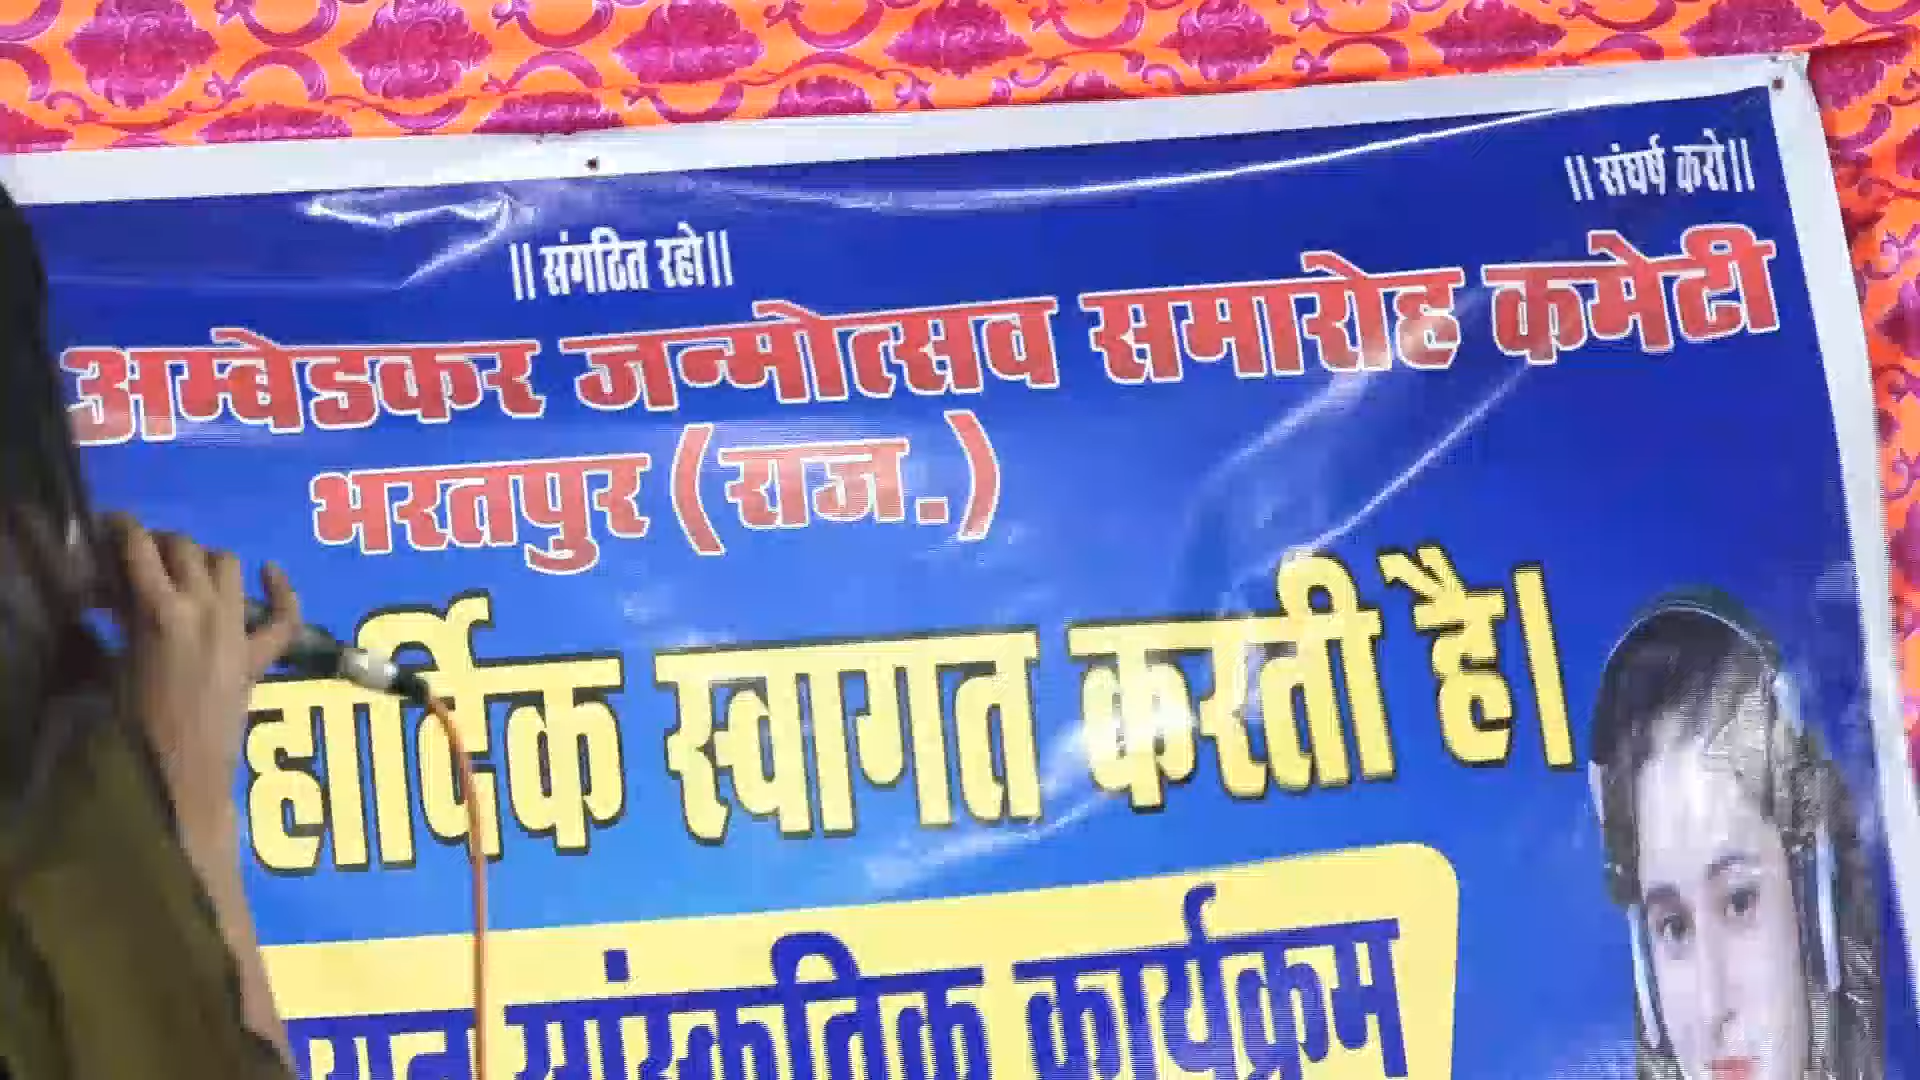 || संगठित रहो||
|| संघर्ष करो||
अम्बेडकर जन्मोत्सव समारोह कमेटी
भरतपुर (राज.)
हार्दिक स्वागत करती है।
सांस्कृतिक कार्यक्रम